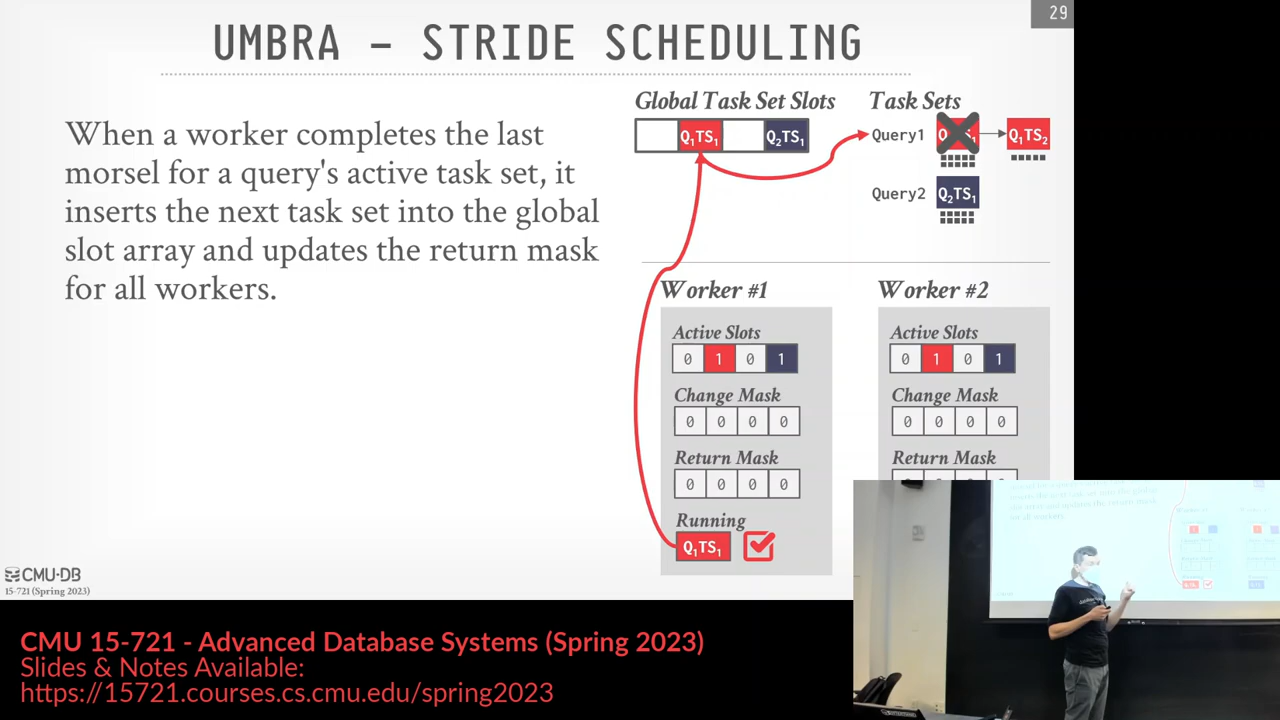 29
UMBRA – STRIDE SCHEDULING
When a worker completes the last
morsel for a query's active task set, it
inserts the next task set into the global
slot array and updates the return mask
for all workers.
Global Task Set Slots
Q1TS1
Q2TS1
Task Sets
Query1
Q1TS2
Query2
Q2TS1
Worker #1
Active Slots
0 1 0 1
Change Mask
0 0 0 0
Return Mask
0 0 0 0
Running
Q1TS1
Worker #2
Active Slots
0 1 0 1
Change Mask
0 0 0 0
Return Mask
CMU·DB
15-721 (Spring 2023)
CMU 15-721 - Advanced Database Systems (Spring 2023)
Slides & Notes Available:
https://15721.courses.cs.cmu.edu/spring2023